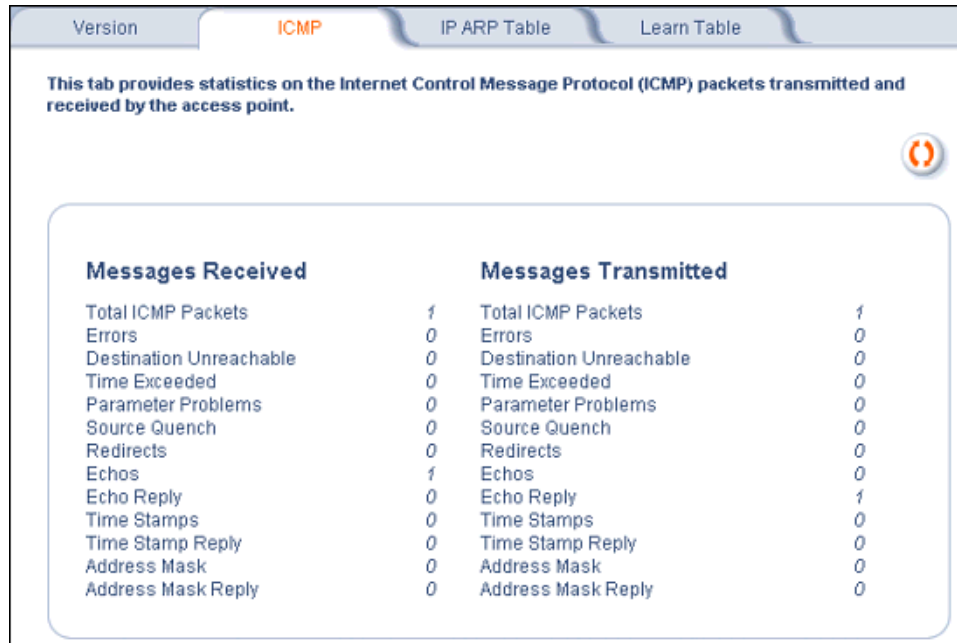 Version ICMP IP ARP Table Learn Table
This tab provides statistics on the Internet Control Message Protocol (ICMP) packets transmitted and
received by the access point.
Messages Received Messages Transmitted
Total ICMP Packets 1 Total ICMP Packets 1
Errors 0 Errors 0
Destination Unreachable 0 Destination Unreachable 0
Time Exceeded 0 Time Exceeded 0
Parameter Problems 0 Parameter Problems 0
Source Quench 0 Source Quench 0
Redirects 0 Redirects 0
Echos 1 Echos 0
Echo Reply 0 Echo Reply 1
Time Stamps 0 Time Stamps 0
Time Stamp Reply 0 Time Stamp Reply 0
Address Mask 0 Address Mask 0
Address Mask Reply 0 Address Mask Reply 0